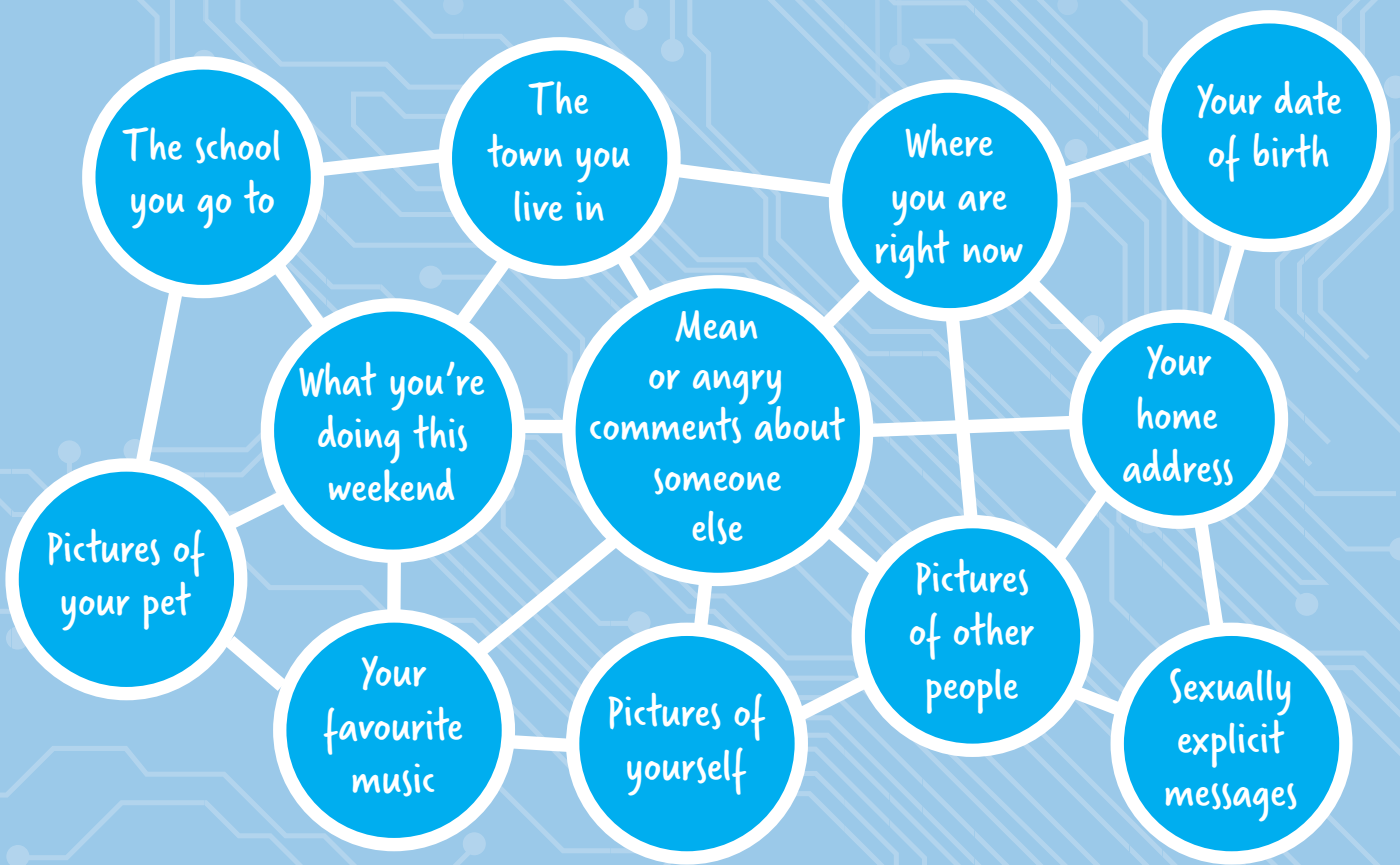 The school
you go to
The
town you
live in
Where
you are
right now
Your date
of birth
What you're
doing this
weekend
Mean
or angry
comments about
someone
else
Your
home
address
Pictures of
your pet
Your
favourite
music
Pictures of
yourself
Pictures
of other
people
Sexually
explicit
messages